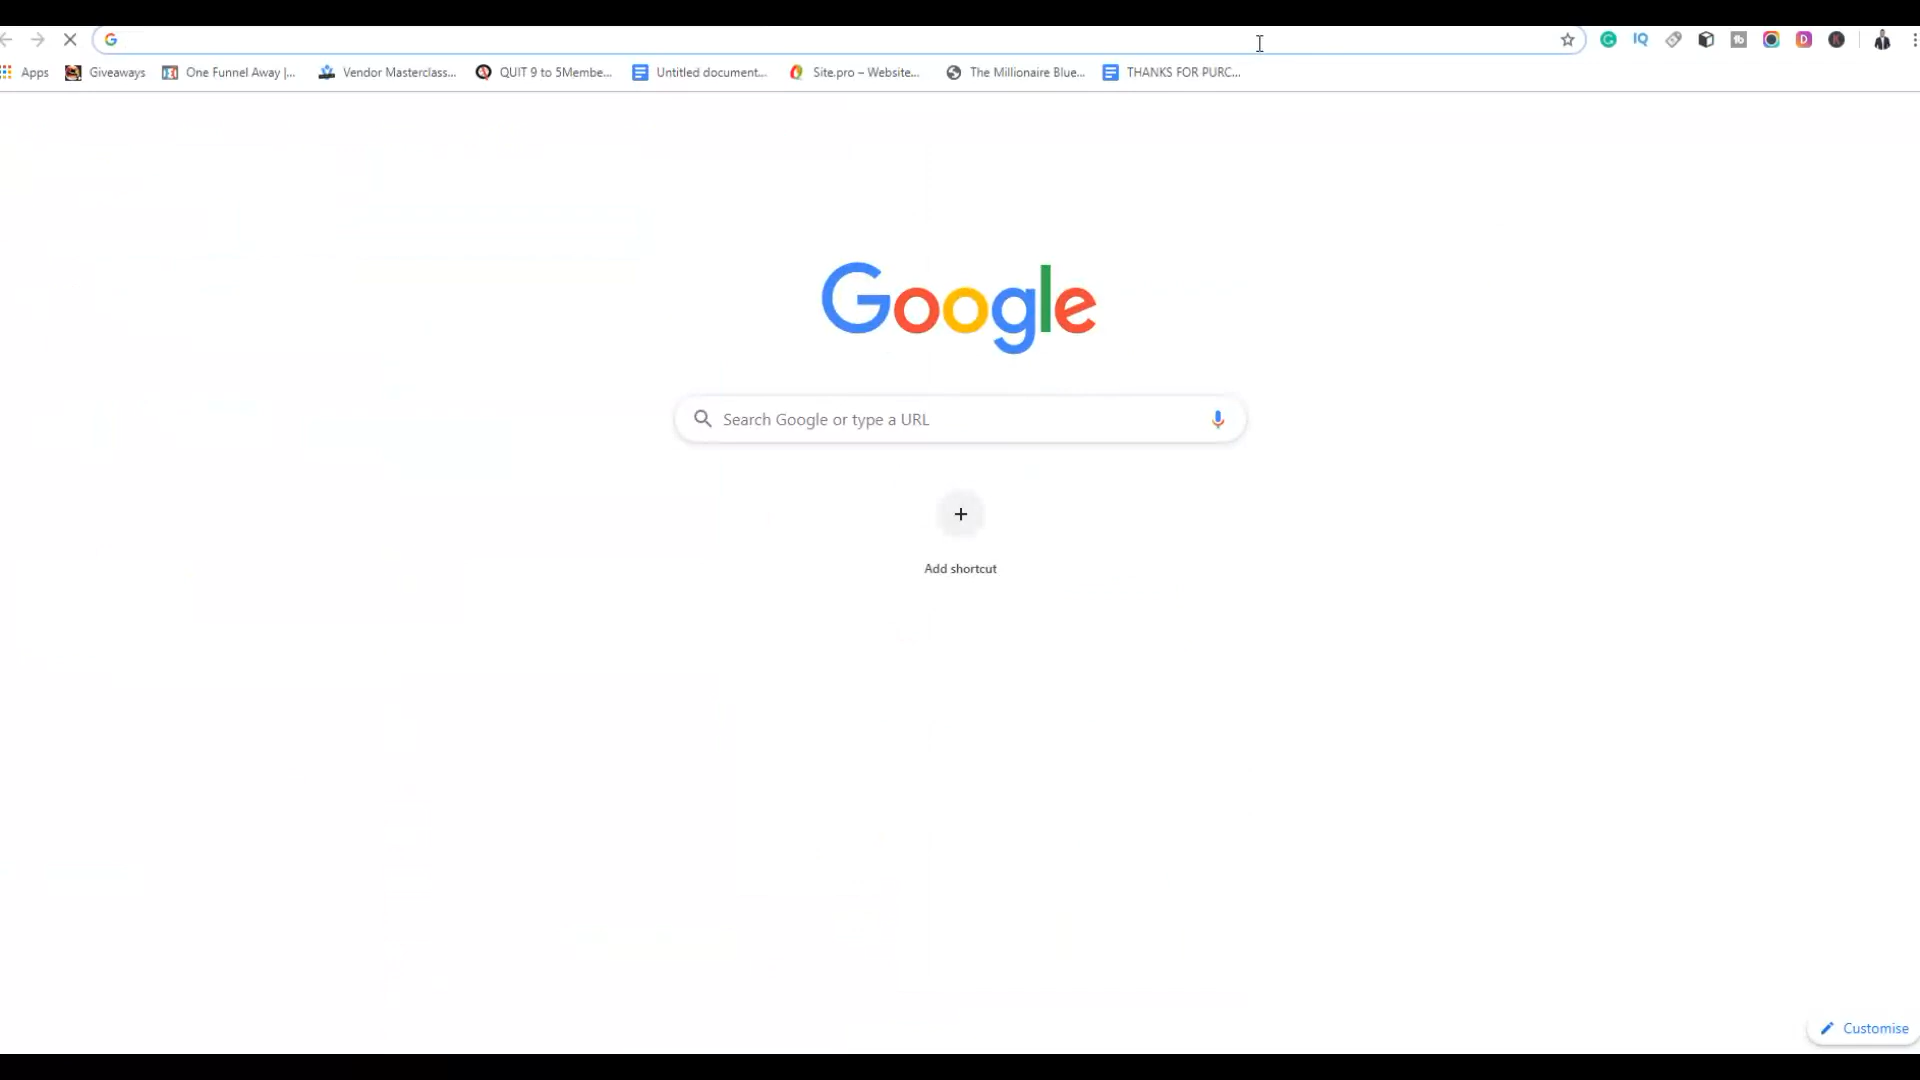 Apps Giveaways One Funnel Away |... Vendor Masterclass... QUIT 9 to 5Membe... Untitled document... Site.pro – Website... The Millionaire Blue... THANKS FOR PURC...
Google
Search Google or type a URL
Add shortcut
Customise